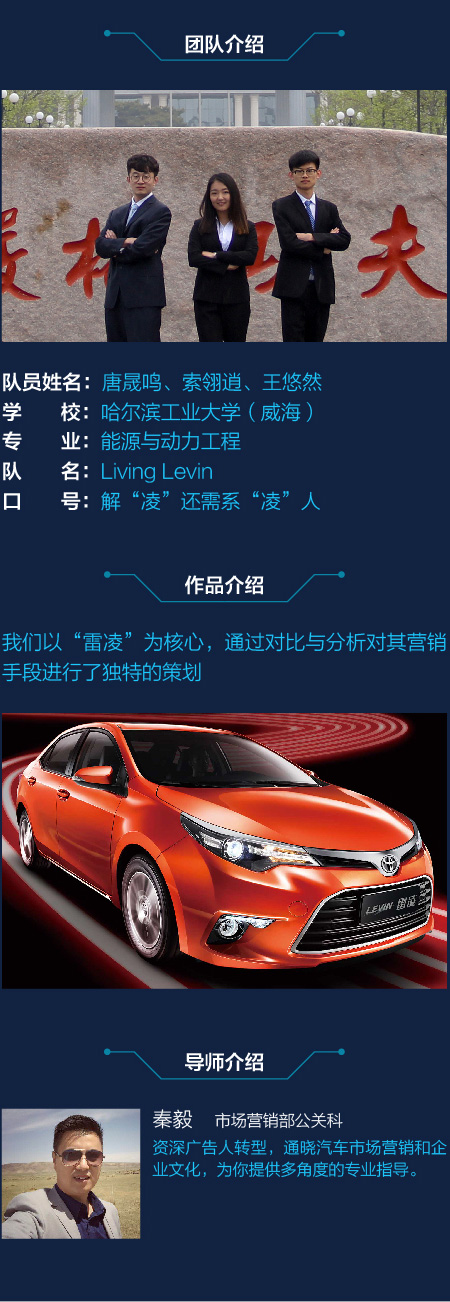 团队介绍
规格 功夫
队员姓名：唐晟鸣、索翎逍、王悠然
学 校：哈尔滨工业大学（威海）
专 业：能源与动力工程
队 名：Living Levin
口 号：解“凌”还需系“凌”人
作品介绍
我们以“雷凌”为核心，通过对比与分析对其营销
手段进行了独特的策划
LEVIN 雷凌
导师介绍
秦毅 市场营销部公关科
资深广告人转型，通晓汽车市场营销和企
业文化，为你提供多角度的专业指导。